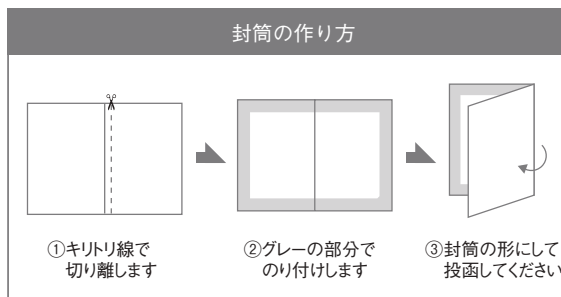 封筒の作り方
①キリトリ線で
切り離します
②グレーの部分で
のり付けします
③封筒の形にして
投函してください